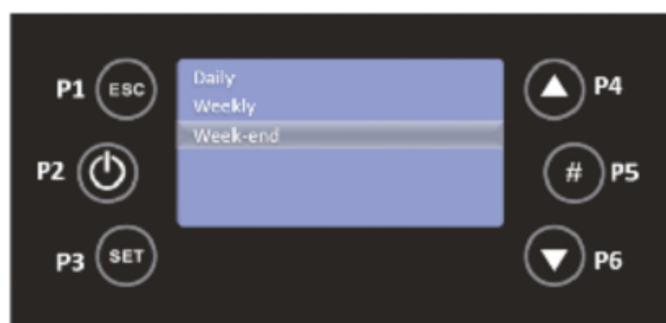 P1 ESC
Daily
Weekly
Week-end
P4
P2
# P5
P3 SET
P6